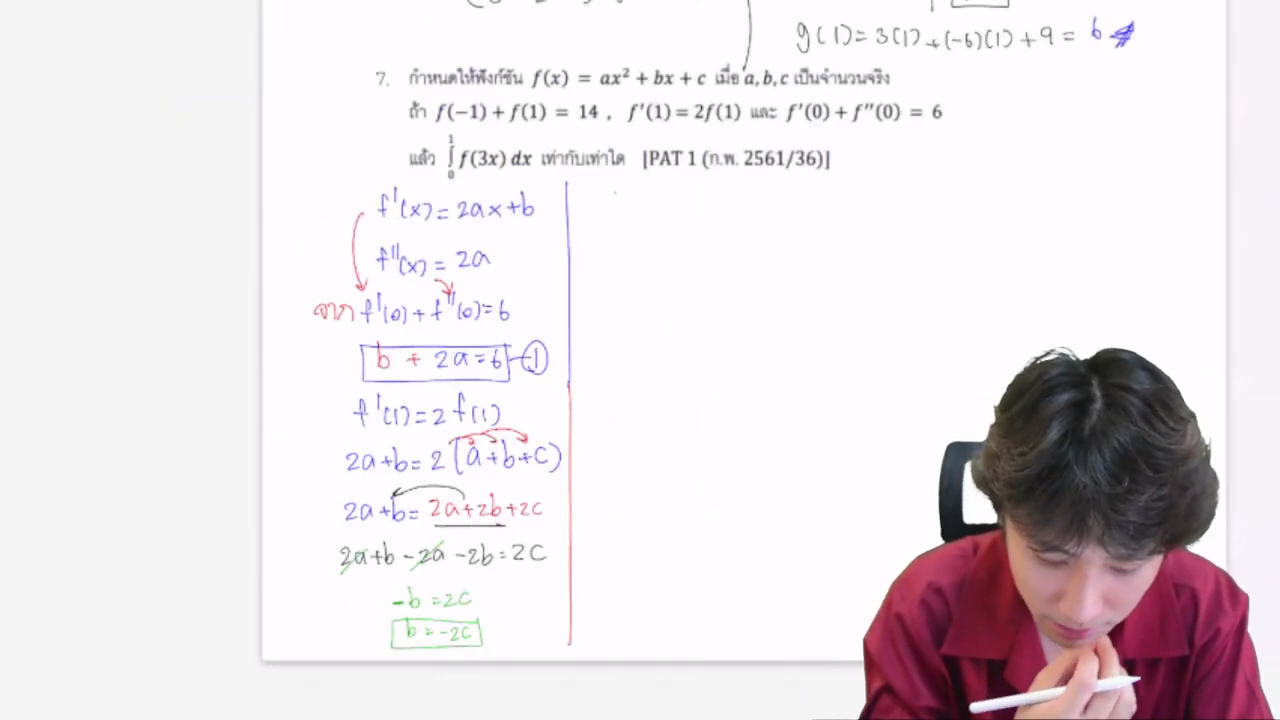 g(1) = 3(1) + (-6)(1) + 9 = 6
7. กำหนดให้ฟังก์ชัน f(x) = ax² + bx + c เมื่อ a, b, c เป็นจำนวนจริง
ถ้า f(−1) + f(1) = 14 , f′(1) = 2f(1) และ f′(0) + f″(0) = 6
แล้ว ∫₀¹ f(3x) dx เท่ากับเท่าใด [PAT 1 (ก.พ. 2561/36)]
f'(x) = 2ax+b
f''(x) = 2a
จาก f'(0) + f''(0) = 6
b + 2a = 6 - 1
f'(1) = 2 f(1)
2a+b = 2(a+b+c)
2a+b = 2a+2b+2c
2a+b-2a-2b = 2c
-b = 2c
b = -2c